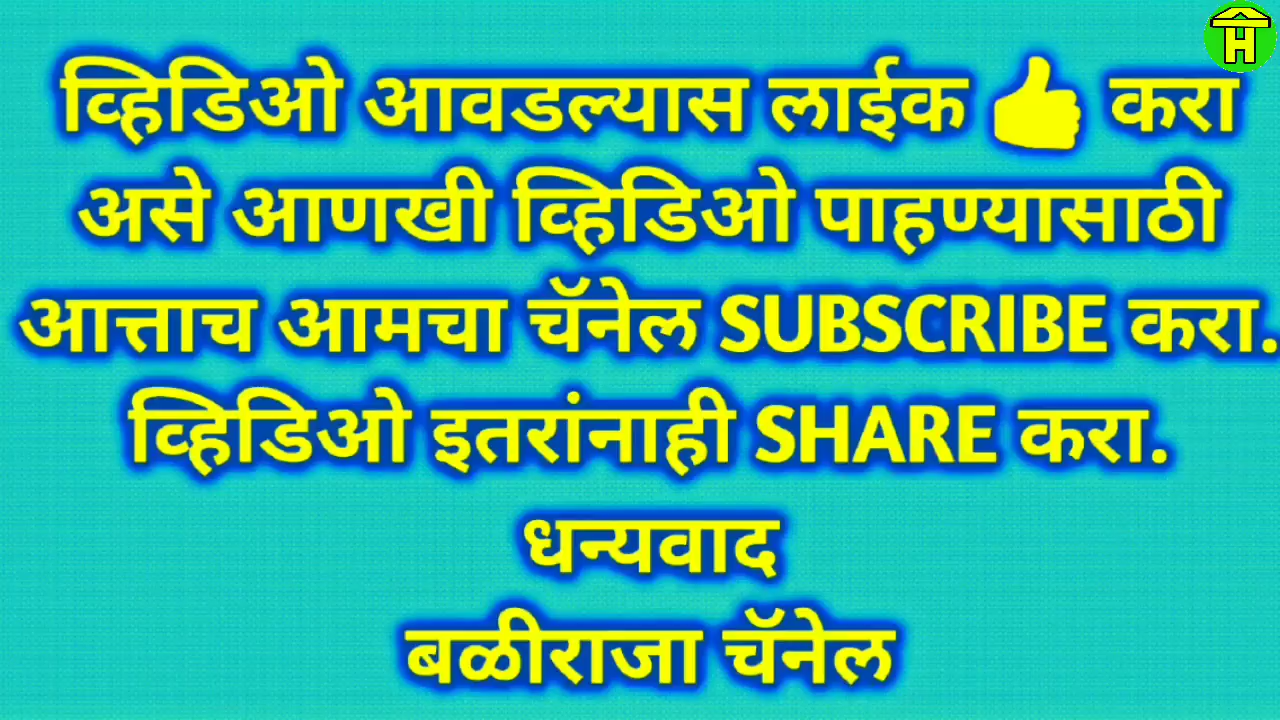 व्हिडिओ आवडल्यास लाईक 👍 करा
असे आणखी व्हिडिओ पाहण्यासाठी
आत्ताच आमचा चॅनेल SUBSCRIBE करा.
व्हिडिओ इतरांनाही SHARE करा.
धन्यवाद
बळीराजा चॅनेल
H